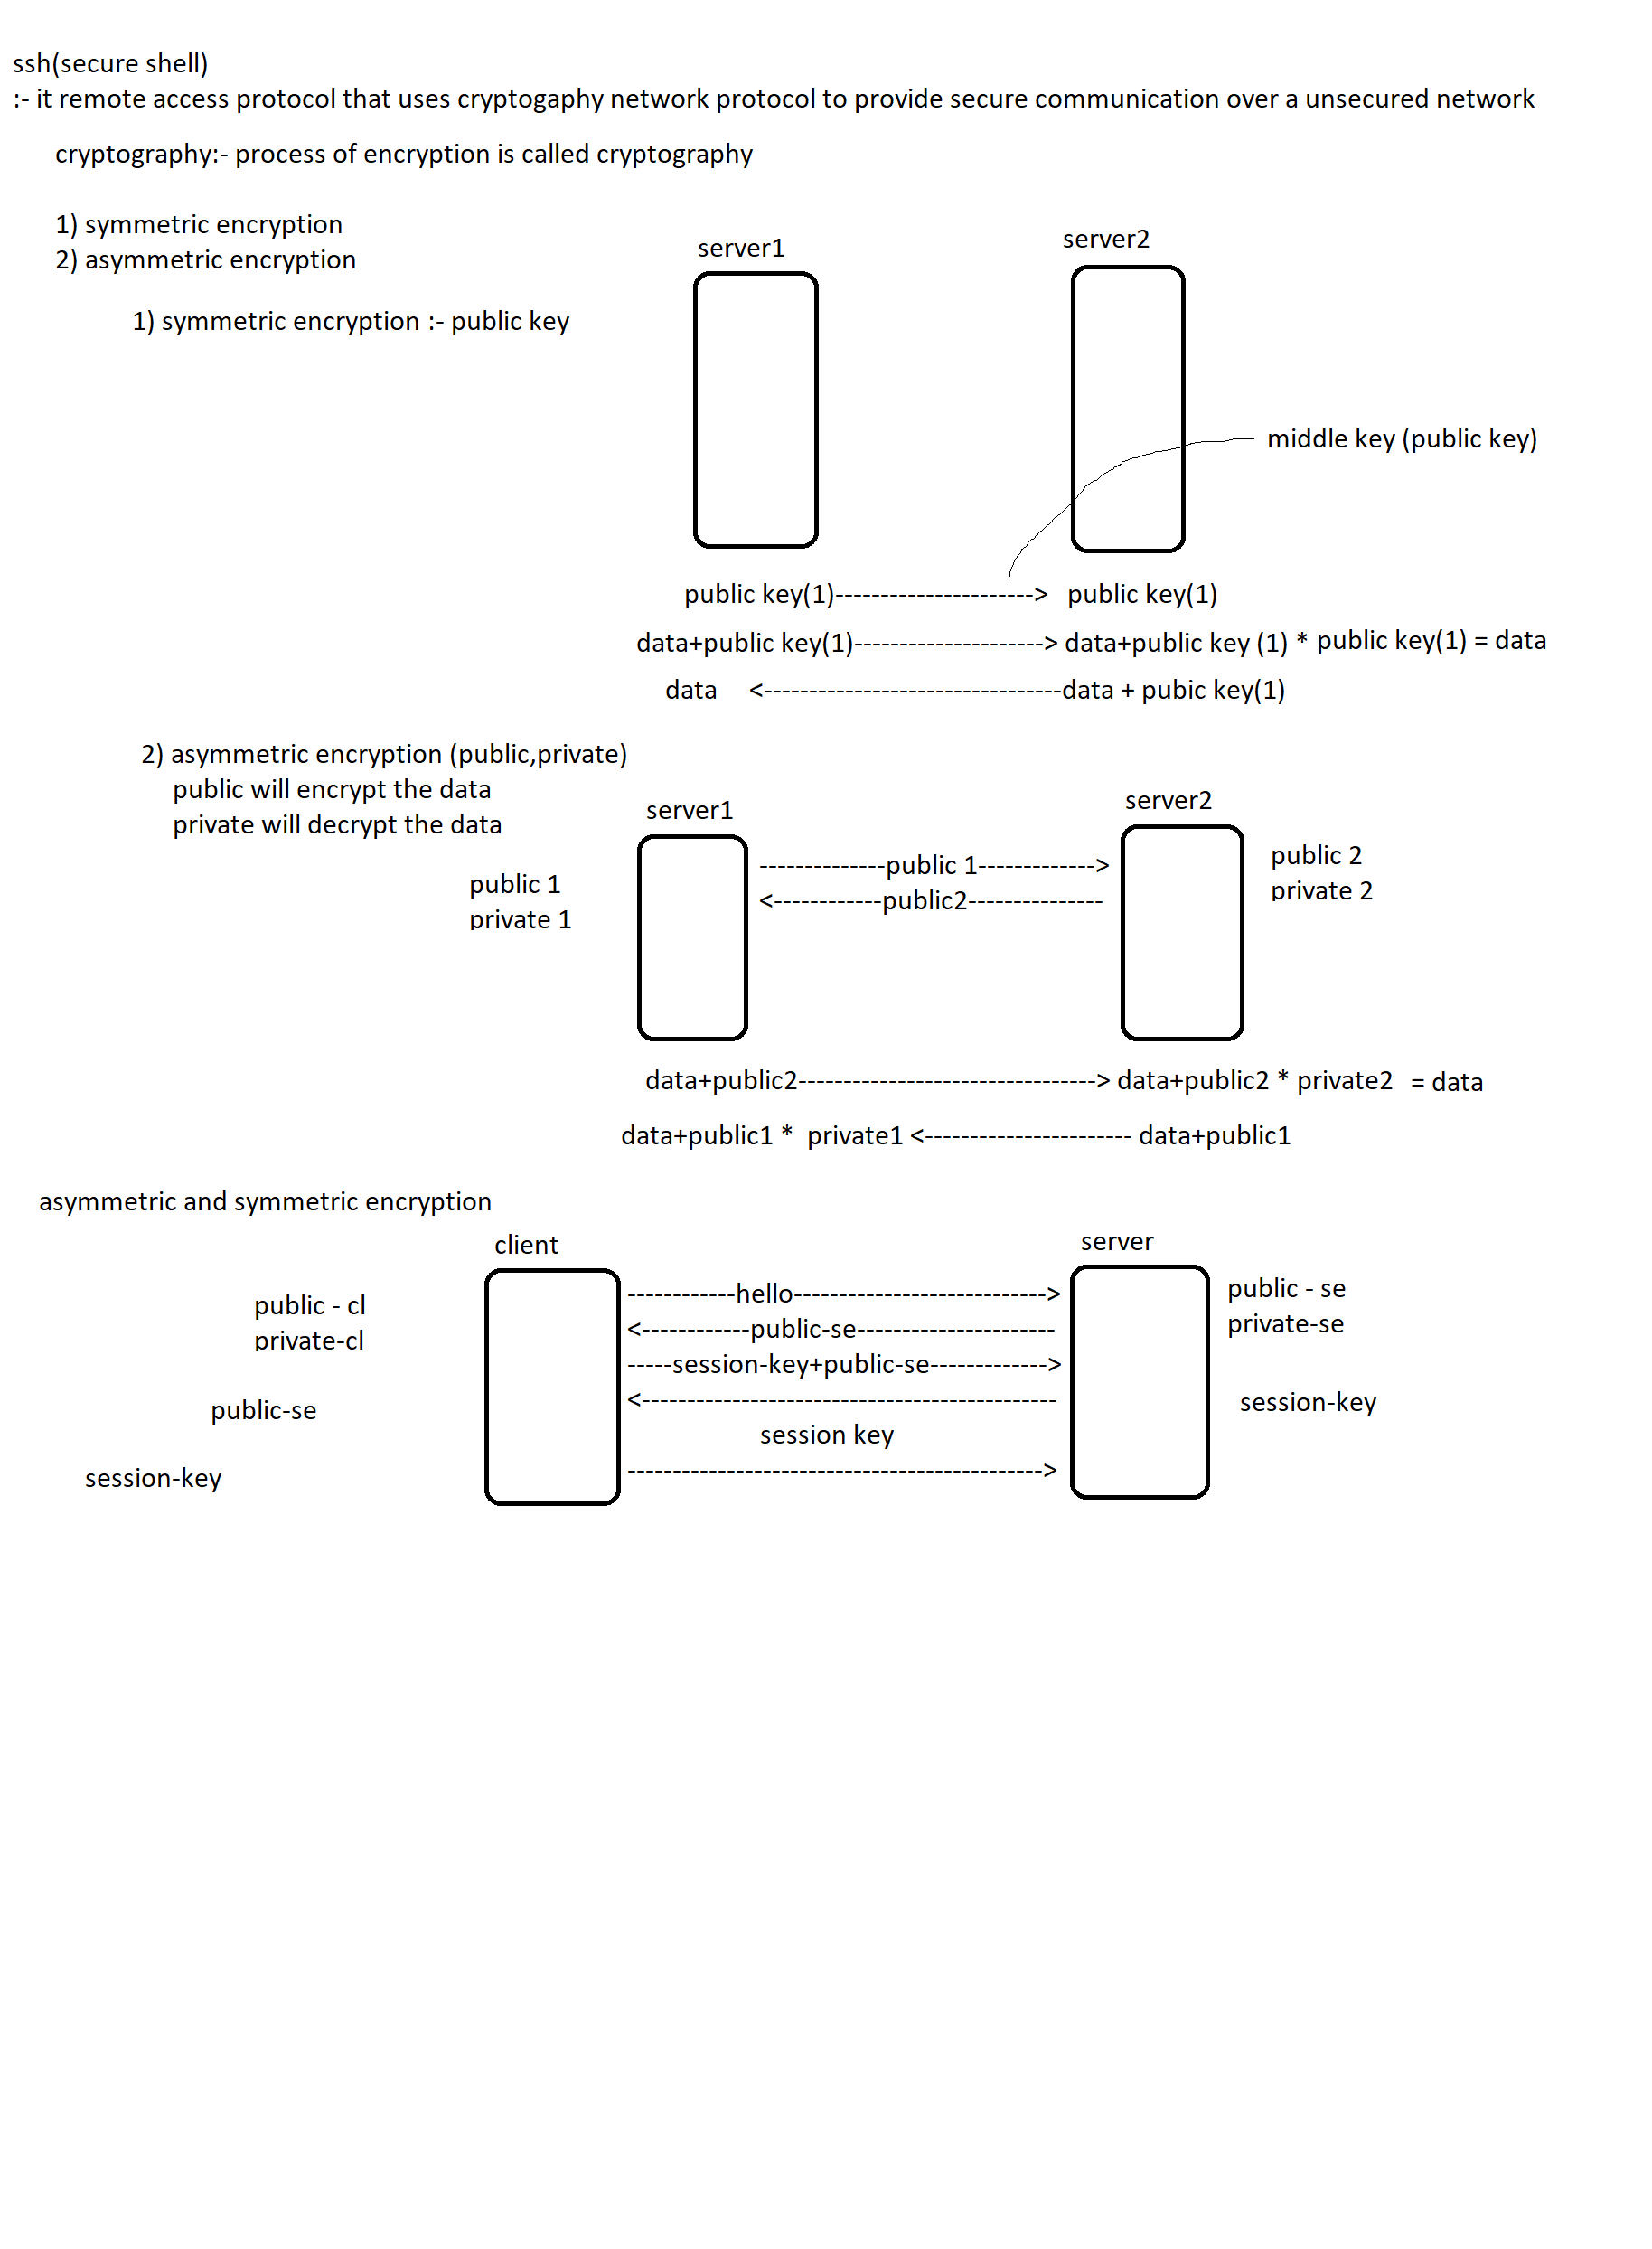 ssh(secure shell)
:- it remote access protocol that uses cryptogaphy network protocol to provide secure communication over a unsecured network
cryptography:- process of encryption is called cryptography
1) symmetric encryption
2) asymmetric encryption
server1
server2
1) symmetric encryption :- public key
middle key (public key)
public key(1)----------------------> public key(1)
data+public key(1)---------------------> data+public key (1) * public key(1) = data
data <---------------------------------data + pubic key(1)
2) asymmetric encryption (public,private)
public will encrypt the data
private will decrypt the data
server1
server2
public 1
private 1
--------------public 1------------->
<------------public2---------------
public 2
private 2
data+public2---------------------------------> data+public2 * private2 = data
data+public1 * private1 <----------------------- data+public1
asymmetric and symmetric encryption
client
server
public - cl
private-cl
public-se
session-key
------------hello---------------------------->
<------------public-se----------------------
-----session-key+public-se------------->
<----------------------------------------------
session key
---------------------------------------------->
public - se
private-se
session-key